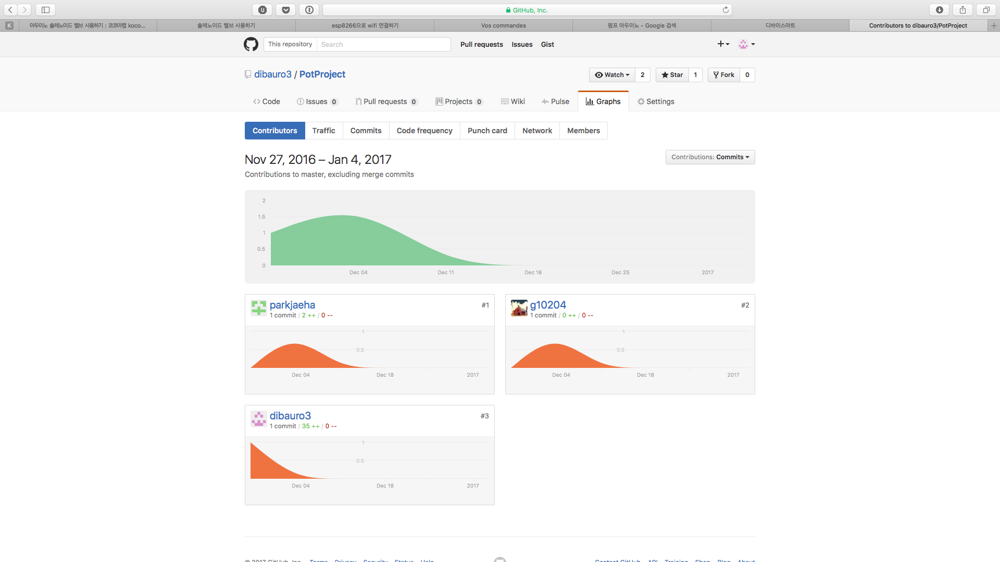 GitHub, Inc.
K
아두이노 솔레노이드 밸브 사용하기 : 코코아팹 koco...
솔레노이드 밸브 사용하기
esp8266으로 wifi 연결하기
Vos commandes
펌프 아두이노 - Google 검색
디바이스마트
Contributors to dibauro3/PotProject
This repository Search Pull requests Issues Gist
dibauro3 / PotProject
Watch 2 Star 1 Fork 0
Code Issues 0 Pull requests 0 Projects 0 Wiki Pulse Graphs Settings
Contributors Traffic Commits Code frequency Punch card Network Members
Nov 27, 2016 – Jan 4, 2017
Contributions: Commits
Contributions to master, excluding merge commits
2
1.5
1
0.5
0
Dec 04 Dec 11 Dec 18 Dec 25 2017
parkjaeha #1
1 commit / 2 ++ / 0 --
1
0.5
Dec 04 Dec 18 2017
g10204 #2
1 commit / 0 ++ / 0 --
1
0.5
Dec 04 Dec 18 2017
dibauro3 #3
1 commit / 35 ++ / 0 --
1
0.5
Dec 04 Dec 18 2017
© 2017 GitHub, Inc. Terms Privacy Security Status Help Contact GitHub API Training Shop Blog About